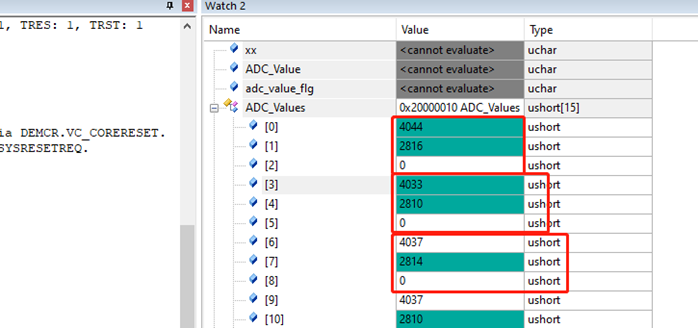 Watch 2
1, TRES: 1, TRST: 1
ia DEMCR.VC_CORERESET.
SYSRESETREQ.
Name Value Type
xx <cannot evaluate> uchar
ADC_Value <cannot evaluate> uchar
adc_value_flg <cannot evaluate> uchar
ADC_Values 0x20000010 ADC_Values ushort[15]
[0] 4044 ushort
[1] 2816 ushort
[2] 0 ushort
[3] 4033 ushort
[4] 2810 ushort
[5] 0 ushort
[6] 4037 ushort
[7] 2814 ushort
[8] 0 ushort
[9] 4037 ushort
[10] 2810 ushort